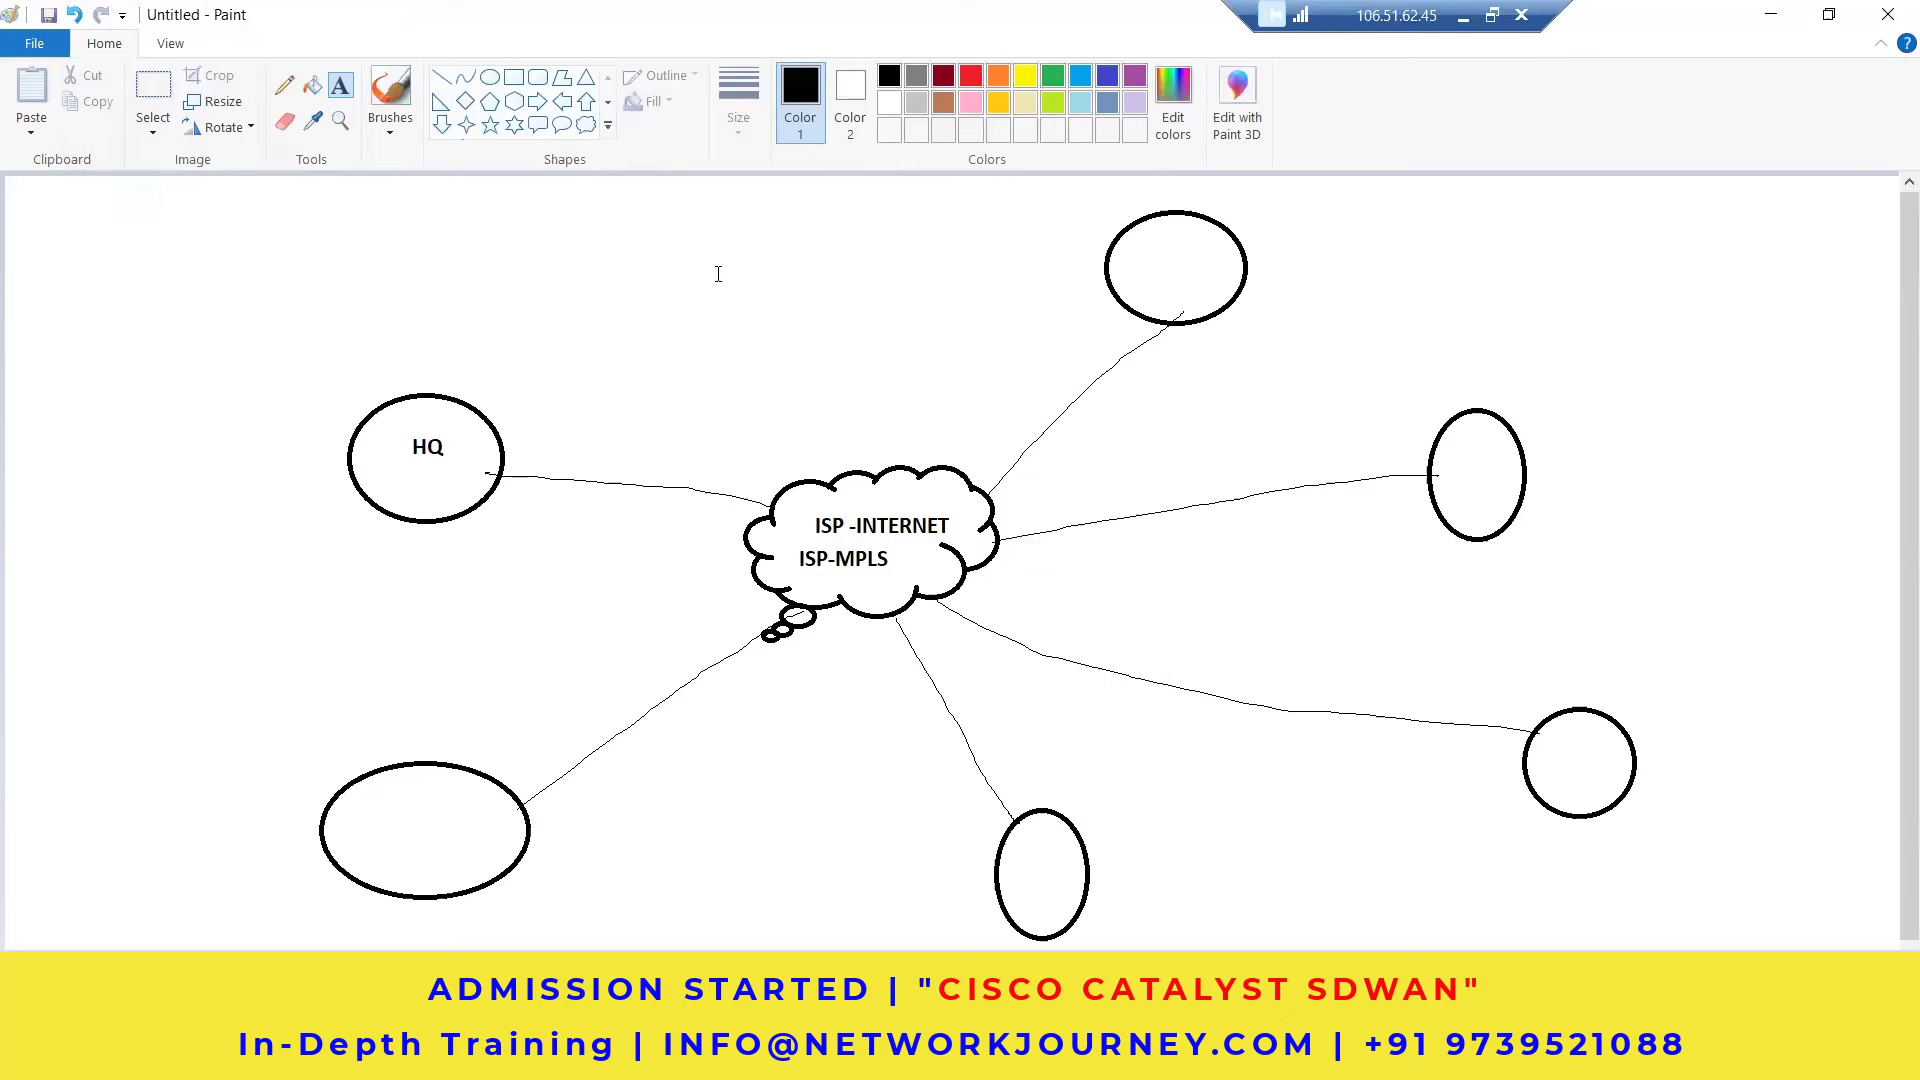 Untitled - Paint
106.51.62.45
File
Home
View
Paste
Cut
Copy
Clipboard
Select
Crop
Resize
Rotate
Image
A
Tools
Brushes
Shapes
Outline
Fill
Size
Color
1
Color
2
Colors
Edit
colors
Edit with
Paint 3D
?
HQ
ISP -INTERNET
ISP-MPLS
ADMISSION STARTED | "CISCO CATALYST SDWAN"
In-Depth Training | INFO@NETWORKJOURNEY.COM | +91 9739521088